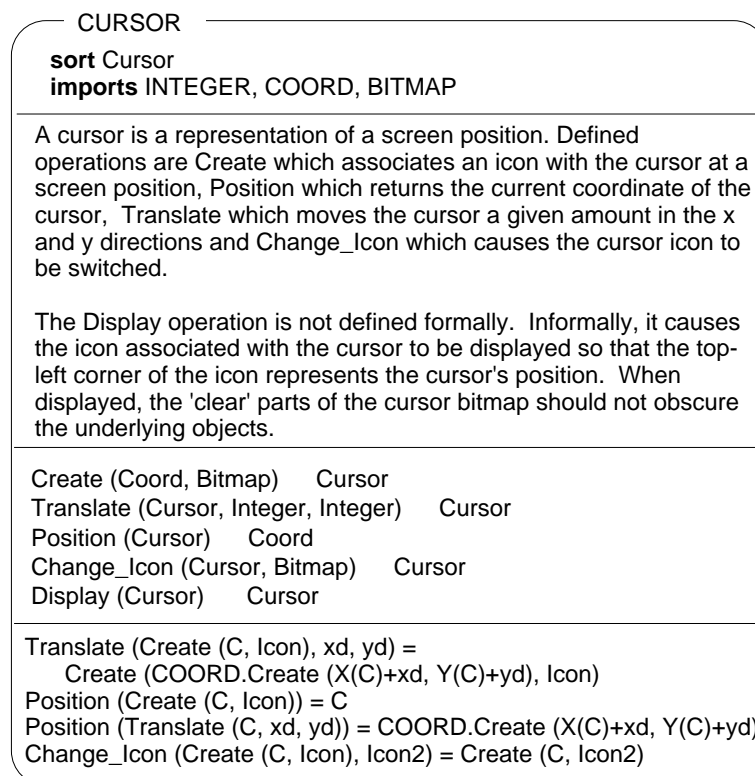 CURSOR
sort Cursor
imports INTEGER, COORD, BITMAP
A cursor is a representation of a screen position. Defined
operations are Create which associates an icon with the cursor at a
screen position, Position which returns the current coordinate of the
cursor, Translate which moves the cursor a given amount in the x
and y directions and Change_Icon which causes the cursor icon to
be switched.
The Display operation is not defined formally. Informally, it causes
the icon associated with the cursor to be displayed so that the top-
left corner of the icon represents the cursor's position. When
displayed, the 'clear' parts of the cursor bitmap should not obscure
the underlying objects.
Create (Coord, Bitmap) Cursor
Translate (Cursor, Integer, Integer) Cursor
Position (Cursor) Coord
Change_Icon (Cursor, Bitmap) Cursor
Display (Cursor) Cursor
Translate (Create (C, Icon), xd, yd) =
Create (COORD.Create (X(C)+xd, Y(C)+yd), Icon)
Position (Create (C, Icon)) = C
Position (Translate (C, xd, yd)) = COORD.Create (X(C)+xd, Y(C)+yd)
Change_Icon (Create (C, Icon), Icon2) = Create (C, Icon2)